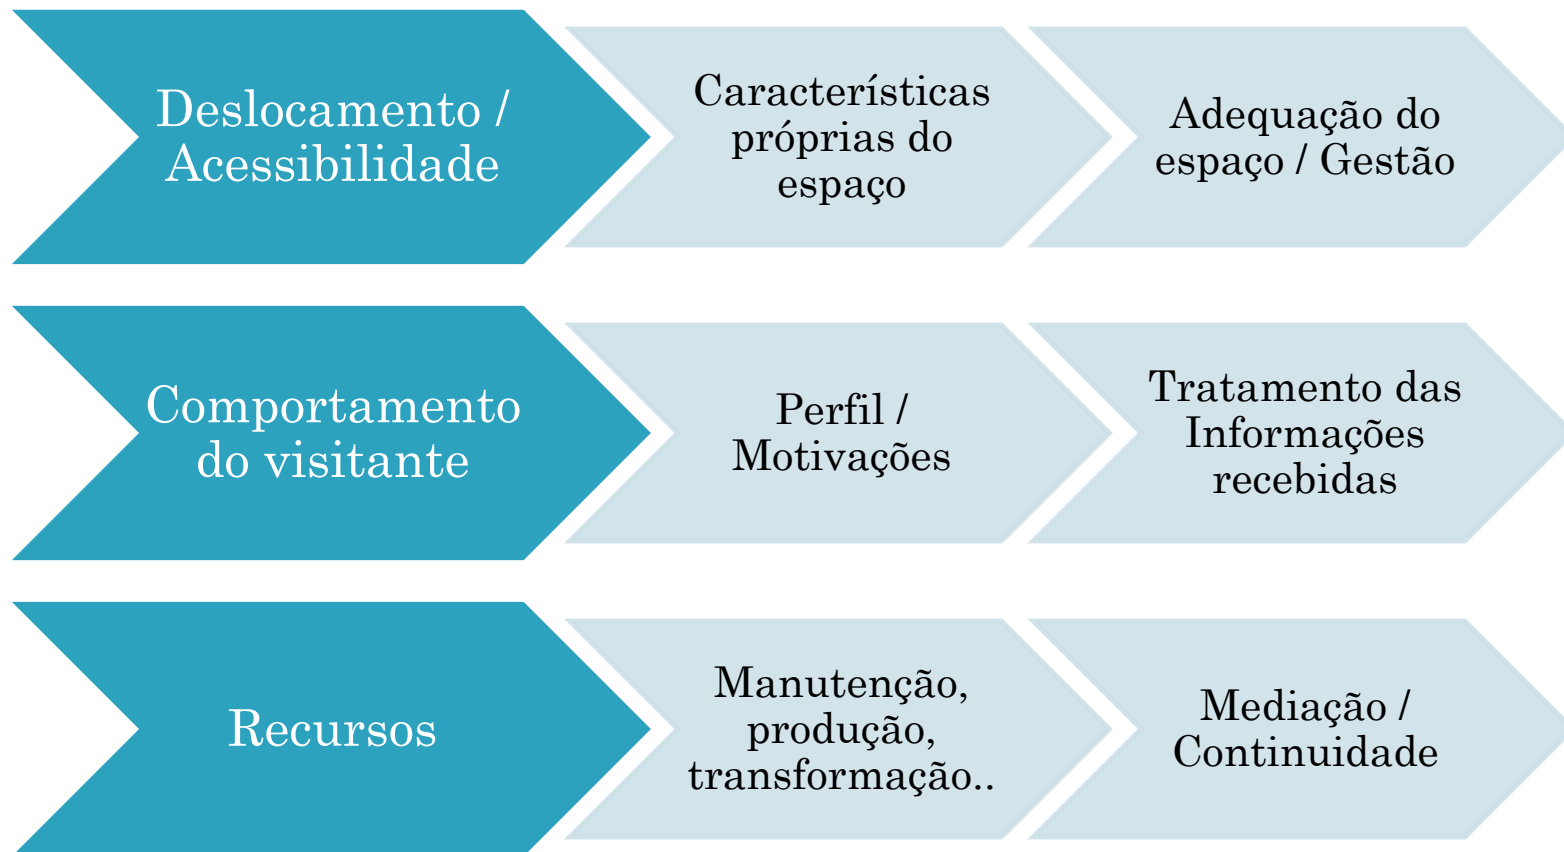 Deslocamento /
Acessibilidade
Características
próprias do
espaço
Adequação do
espaço / Gestão
Comportamento
do visitante
Perfil /
Motivações
Tratamento das
Informações
recebidas
Recursos
Manutenção,
produção,
transformação..
Mediação /
Continuidade